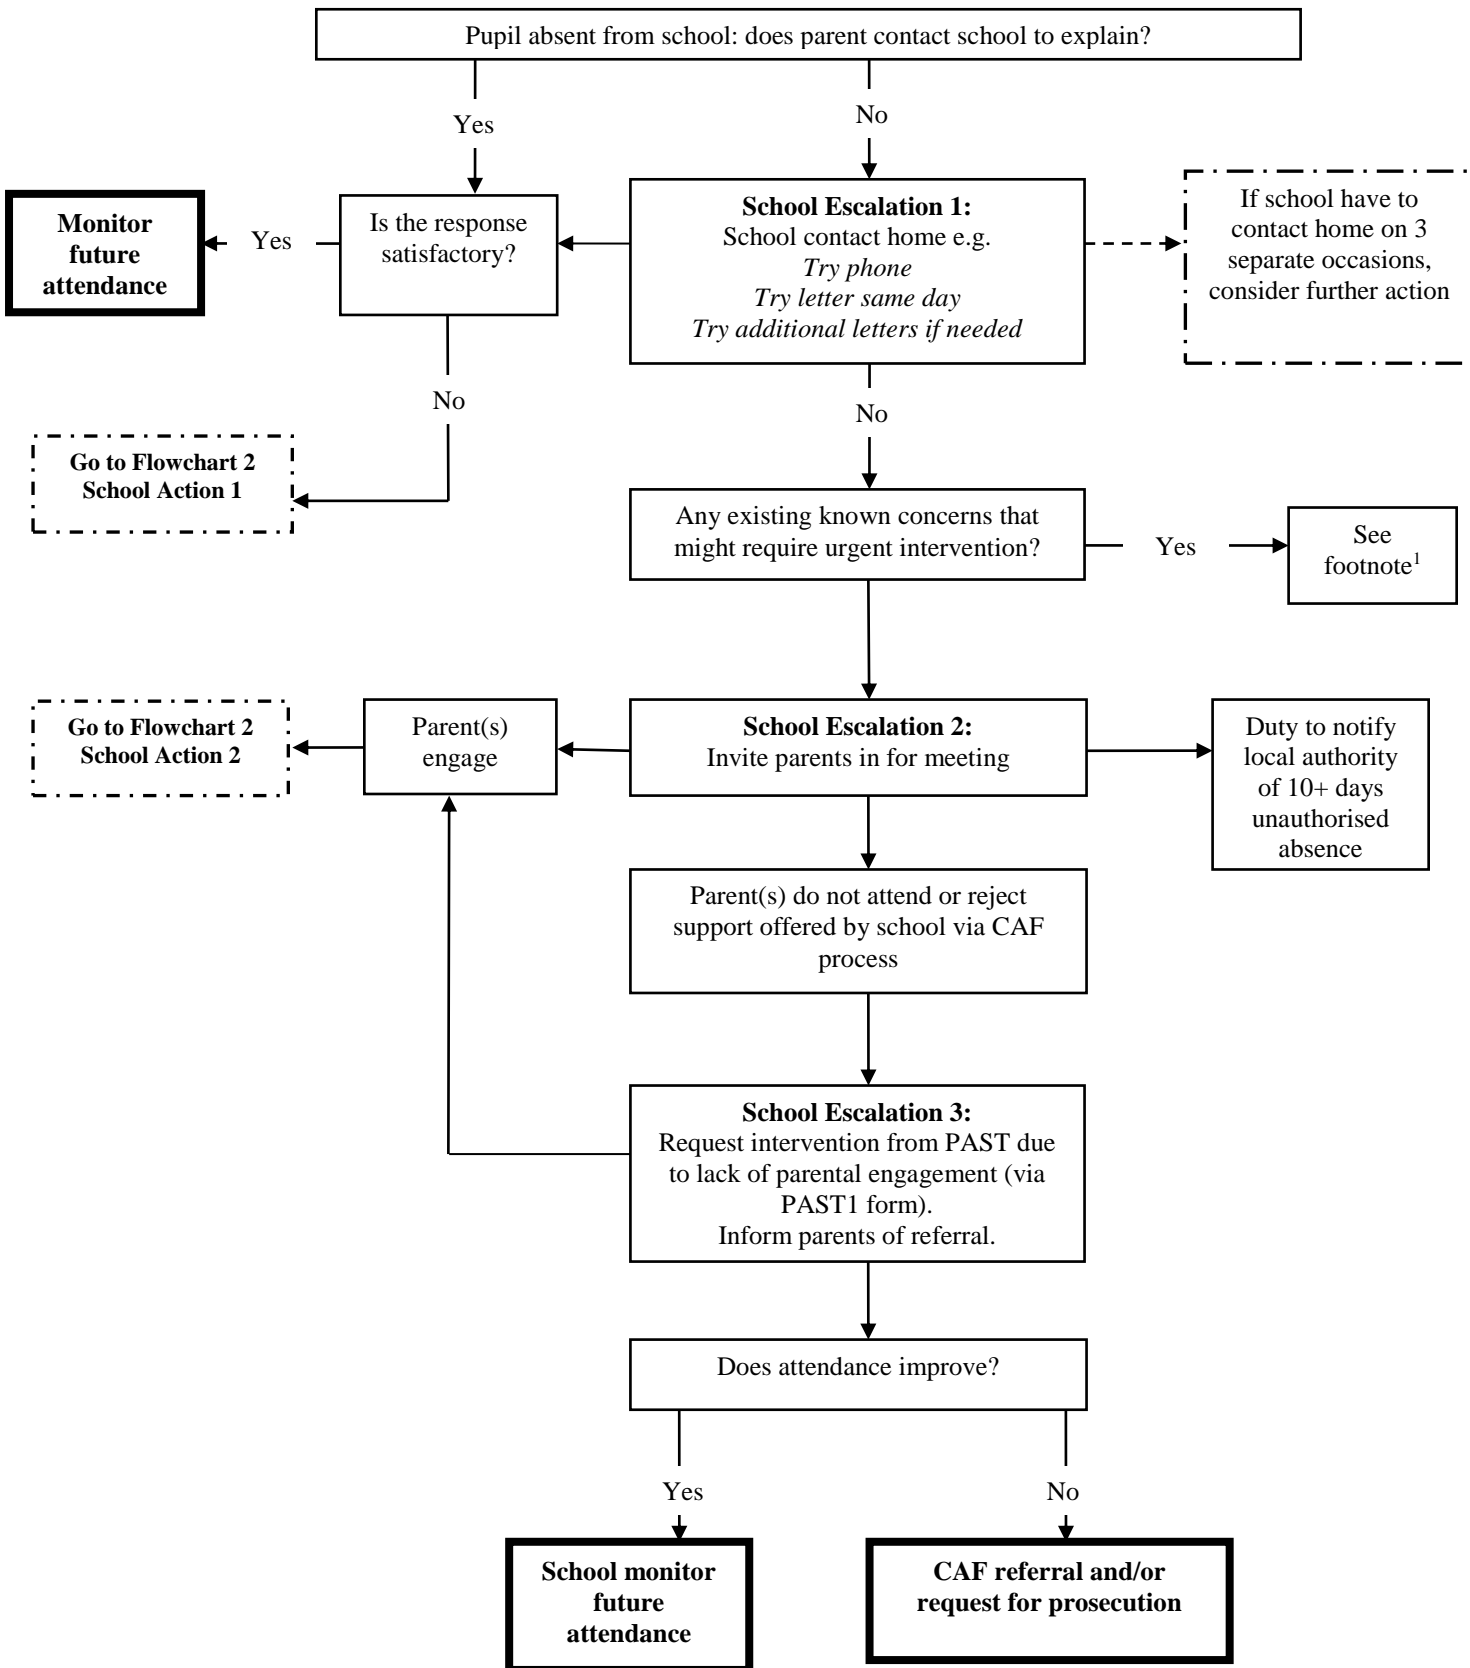 Pupil absent from school: does parent contact school to explain?
Yes
No
Monitor
future
attendance
Yes
Is the response
satisfactory?
School Escalation 1:
School contact home e.g.
Try phone
Try letter same day
Try additional letters if needed
If school have to
contact home on 3
separate occasions,
consider further action
No
No
Go to Flowchart 2
School Action 1
Any existing known concerns that
might require urgent intervention?
Yes
See
footnote¹
Go to Flowchart 2
School Action 2
Parent(s)
engage
School Escalation 2:
Invite parents in for meeting
Duty to notify
local authority
of 10+ days
unauthorised
absence
Parent(s) do not attend or reject
support offered by school via CAF
process
School Escalation 3:
Request intervention from PAST due
to lack of parental engagement (via
PAST1 form).
Inform parents of referral.
Does attendance improve?
Yes
No
School monitor
future
attendance
CAF referral and/or
request for prosecution